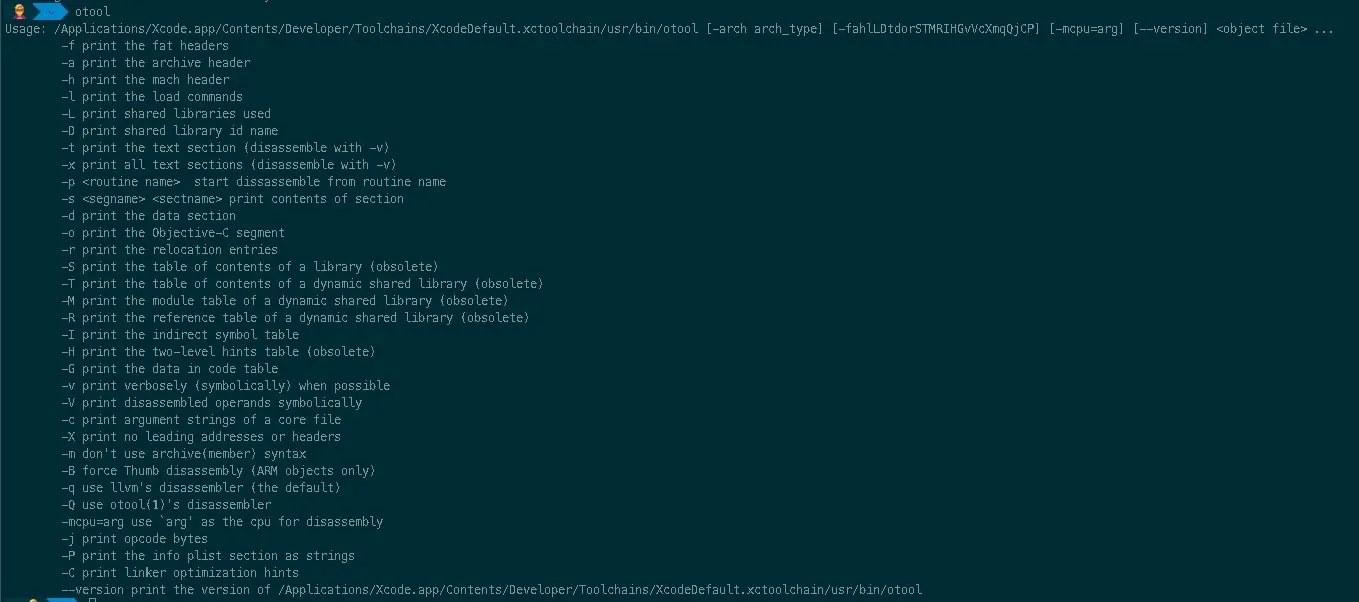 ~ otool
Usage: /Applications/Xcode.app/Contents/Developer/Toolchains/XcodeDefault.xctoolchain/usr/bin/otool [-arch arch_type] [-fahlLDtdorSTMRIHGvVcXmqQjCP] [-mcpu=arg] [--version] <object file> ...
-f print the fat headers
-a print the archive header
-h print the mach header
-l print the load commands
-L print shared libraries used
-D print shared library id name
-t print the text section (disassemble with -v)
-x print all text sections (disassemble with -v)
-p <routine name>  start dissassemble from routine name
-s <segname> <sectname> print contents of section
-d print the data section
-o print the Objective-C segment
-r print the relocation entries
-S print the table of contents of a library (obsolete)
-T print the table of contents of a dynamic shared library (obsolete)
-M print the module table of a dynamic shared library (obsolete)
-R print the reference table of a dynamic shared library (obsolete)
-I print the indirect symbol table
-H print the two-level hints table (obsolete)
-G print the data in code table
-v print verbosely (symbolically) when possible
-V print disassembled operands symbolically
-c print argument strings of a core file
-X print no leading addresses or headers
-m don't use archive(member) syntax
-B force Thumb disassembly (ARM objects only)
-q use llvm's disassembler (the default)
-Q use otool(1)'s disassembler
-mcpu=arg use `arg' as the cpu for disassembly
-j print opcode bytes
-P print the info plist section as strings
-C print linker optimization hints
--version print the version of /Applications/Xcode.app/Contents/Developer/Toolchains/XcodeDefault.xctoolchain/usr/bin/otool